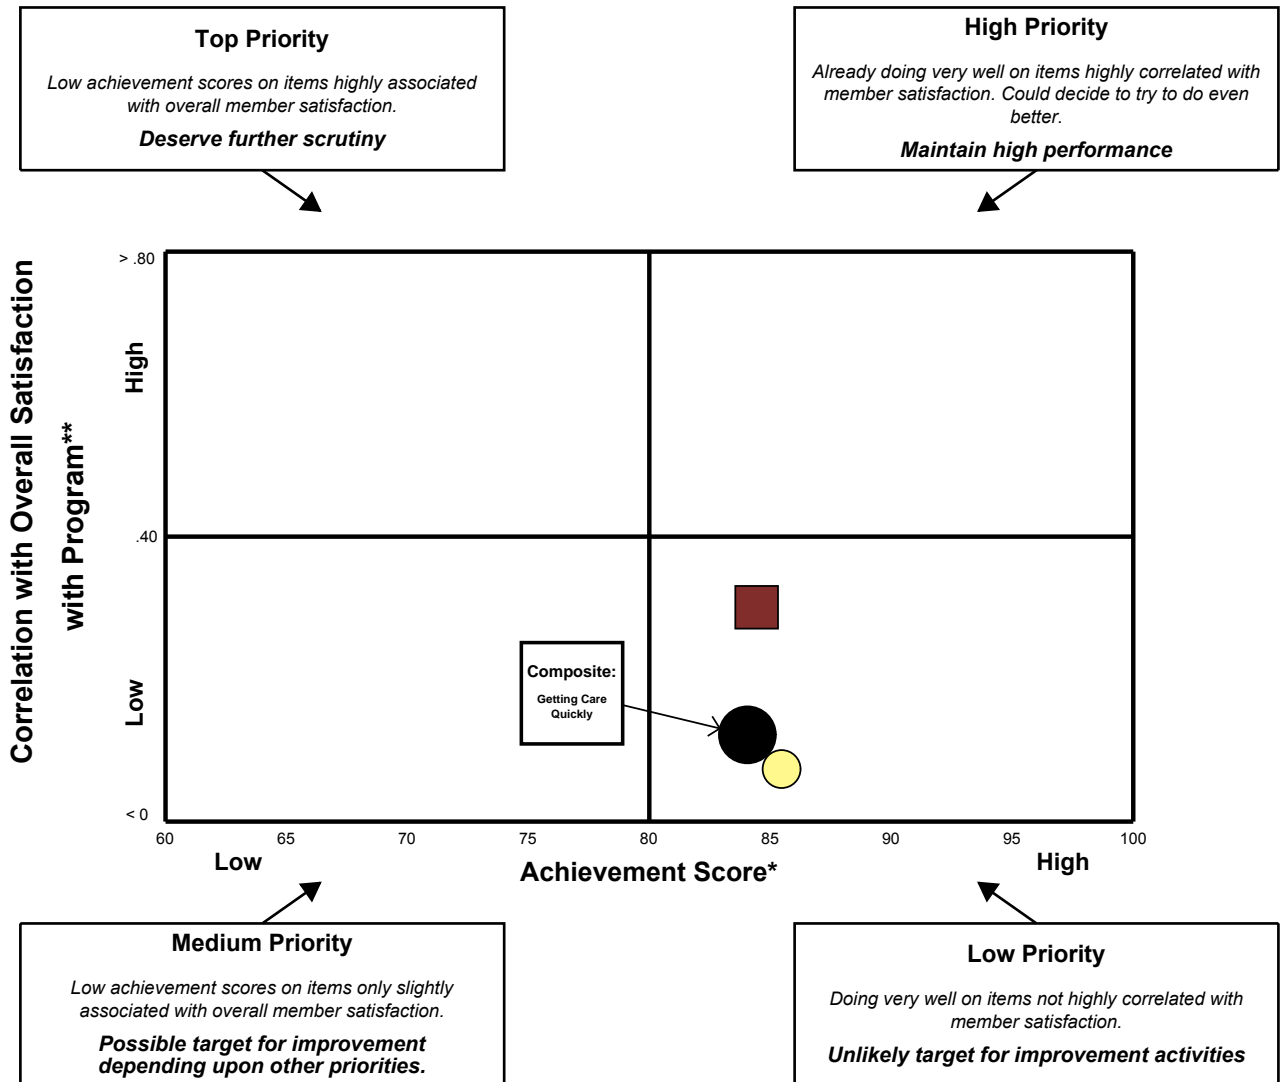 Top Priority
Low achievement scores on items highly associated
with overall member satisfaction.
Deserve further scrutiny
High Priority
Already doing very well on items highly correlated with
member satisfaction. Could decide to try to do even
better.
Maintain high performance
Correlation with Overall Satisfaction
with Program**
> .80
High
.40
Low
< 0
Composite:
Getting Care
Quickly
60 65 70 75 80 85 90 95 100
Low
Achievement Score*
High
Medium Priority
Low achievement scores on items only slightly
associated with overall member satisfaction.
Possible target for improvement
depending upon other priorities.
Low Priority
Doing very well on items not highly correlated with
member satisfaction.
Unlikely target for improvement activities